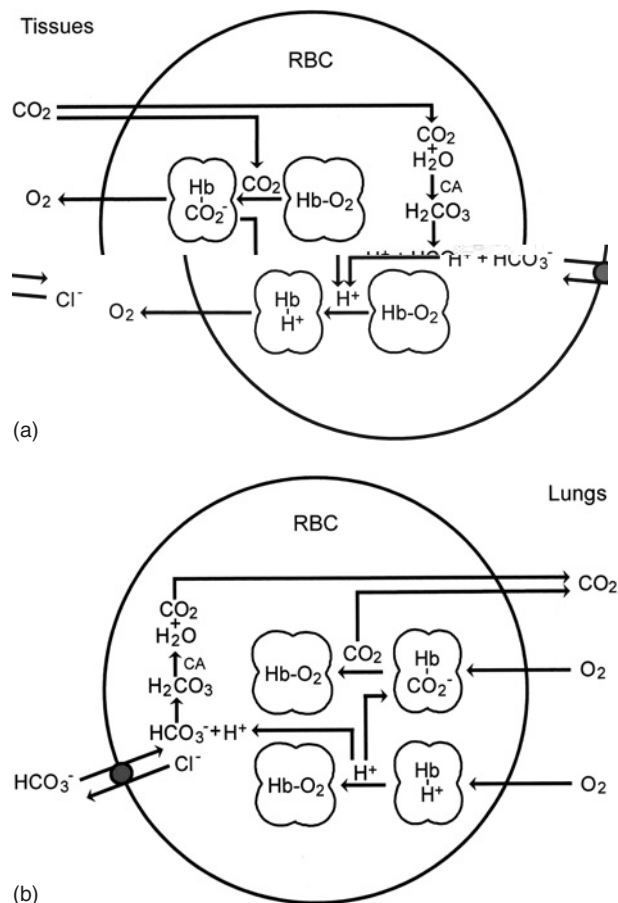 Tissues
RBC
CO₂
CO₂
+
H₂O
CA
H₂CO₃
Hb
CO₂⁻
CO₂
Hb-O₂
O₂
H⁺ + HCO₃⁻
Cl⁻
O₂
Hb
H⁺
H⁺
Hb-O₂
(a)
Lungs
RBC
CO₂
CO₂
+
H₂O
CA
H₂CO₃
HCO₃⁻+H⁺
Hb-O₂
CO₂
Hb
CO₂⁻
O₂
HCO₃⁻
Cl⁻
Hb-O₂
H⁺
Hb
H⁺
O₂
(b)